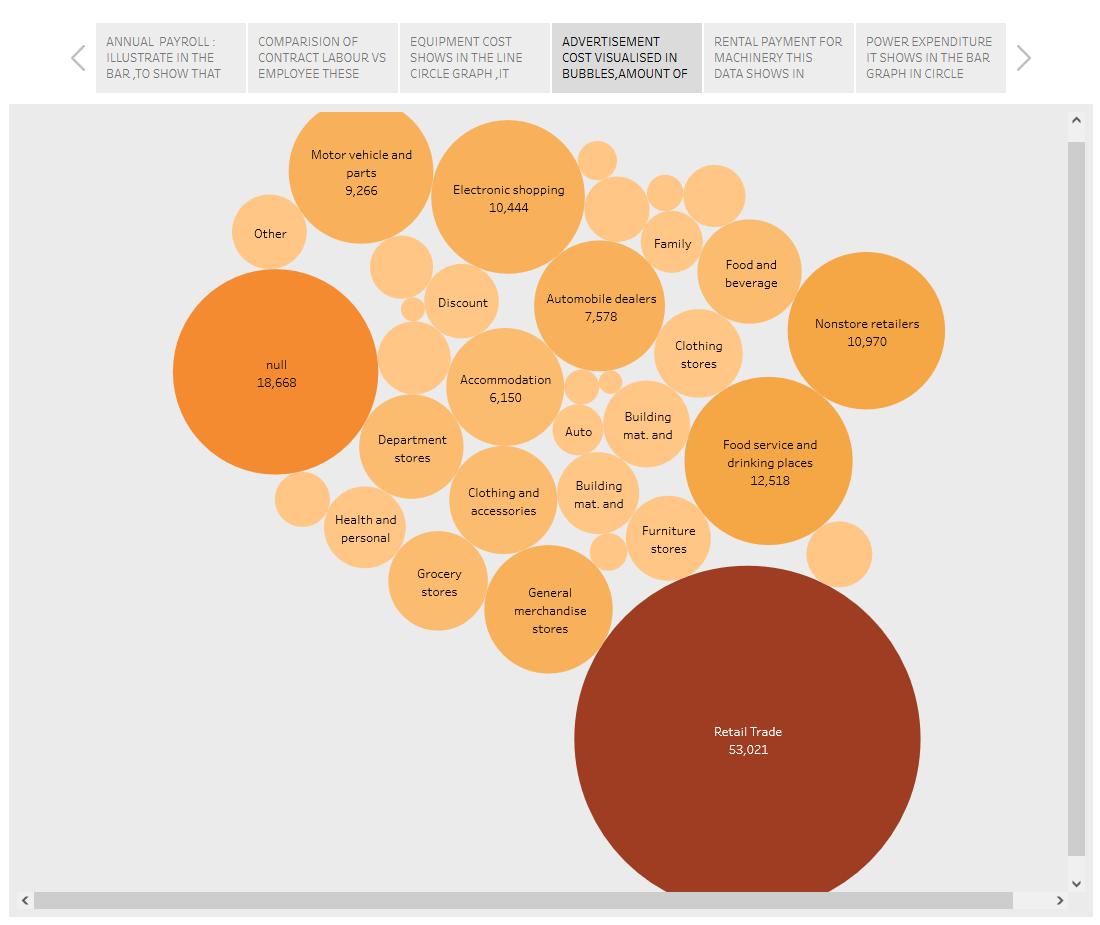 ANNUAL PAYROLL :
ILLUSTRATE IN THE
BAR ,TO SHOW THAT
COMPARISION OF
CONTRACT LABOUR VS
EMPLOYEE THESE
EQUIPMENT COST
SHOWS IN THE LINE
CIRCLE GRAPH ,IT
ADVERTISEMENT
COST VISUALISED IN
BUBBLES,AMOUNT OF
RENTAL PAYMENT FOR
MACHINERY THIS
DATA SHOWS IN
POWER EXPENDITURE
IT SHOWS IN THE BAR
GRAPH IN CIRCLE
Motor vehicle and
parts
9,266
Electronic shopping
10,444
Other
Family
Food and
beverage
Discount
Automobile dealers
7,578
Nonstore retailers
10,970
Clothing
stores
null
18,668
Accommodation
6,150
Building
mat. and
Auto
Department
stores
Food service and
drinking places
12,518
Clothing and
accessories
Building
mat. and
Health and
personal
Furniture
stores
Grocery
stores
General
merchandise
stores
Retail Trade
53,021